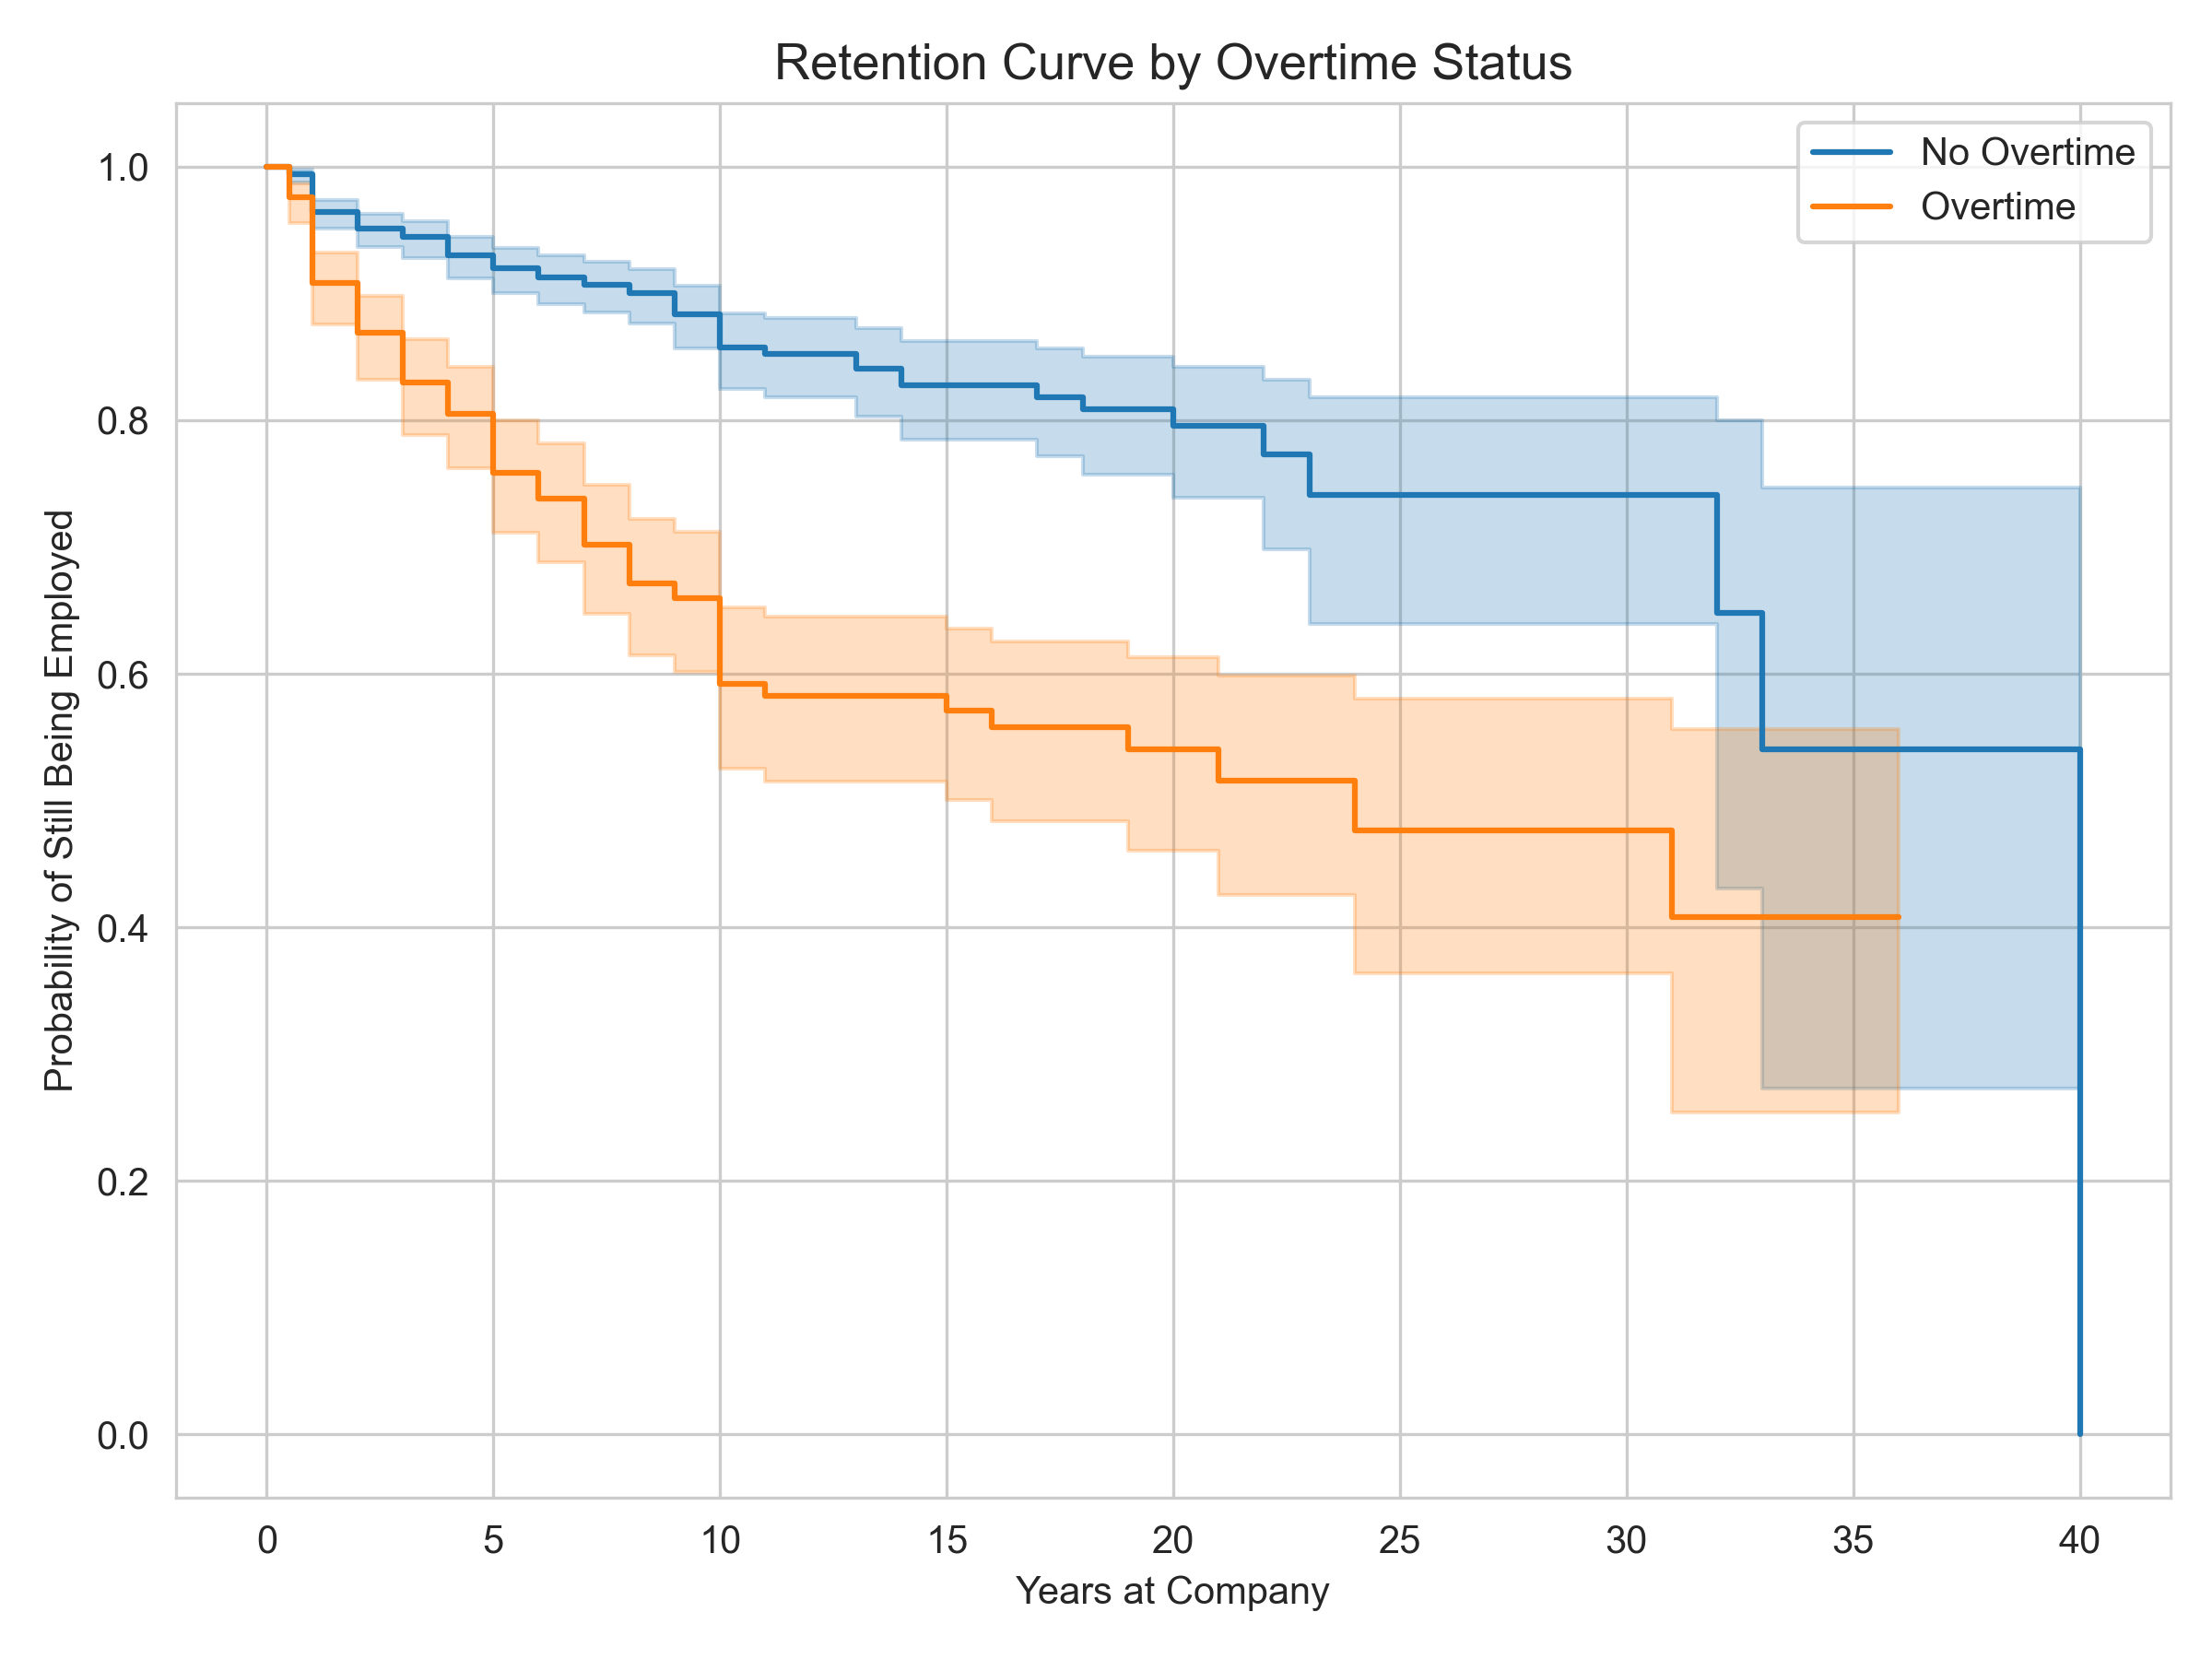 Retention Curve by Overtime Status
No Overtime
Overtime
Probability of Still Being Employed
1.0
0.8
0.6
0.4
0.2
0.0
0 5 10 15 20 25 30 35 40
Years at Company